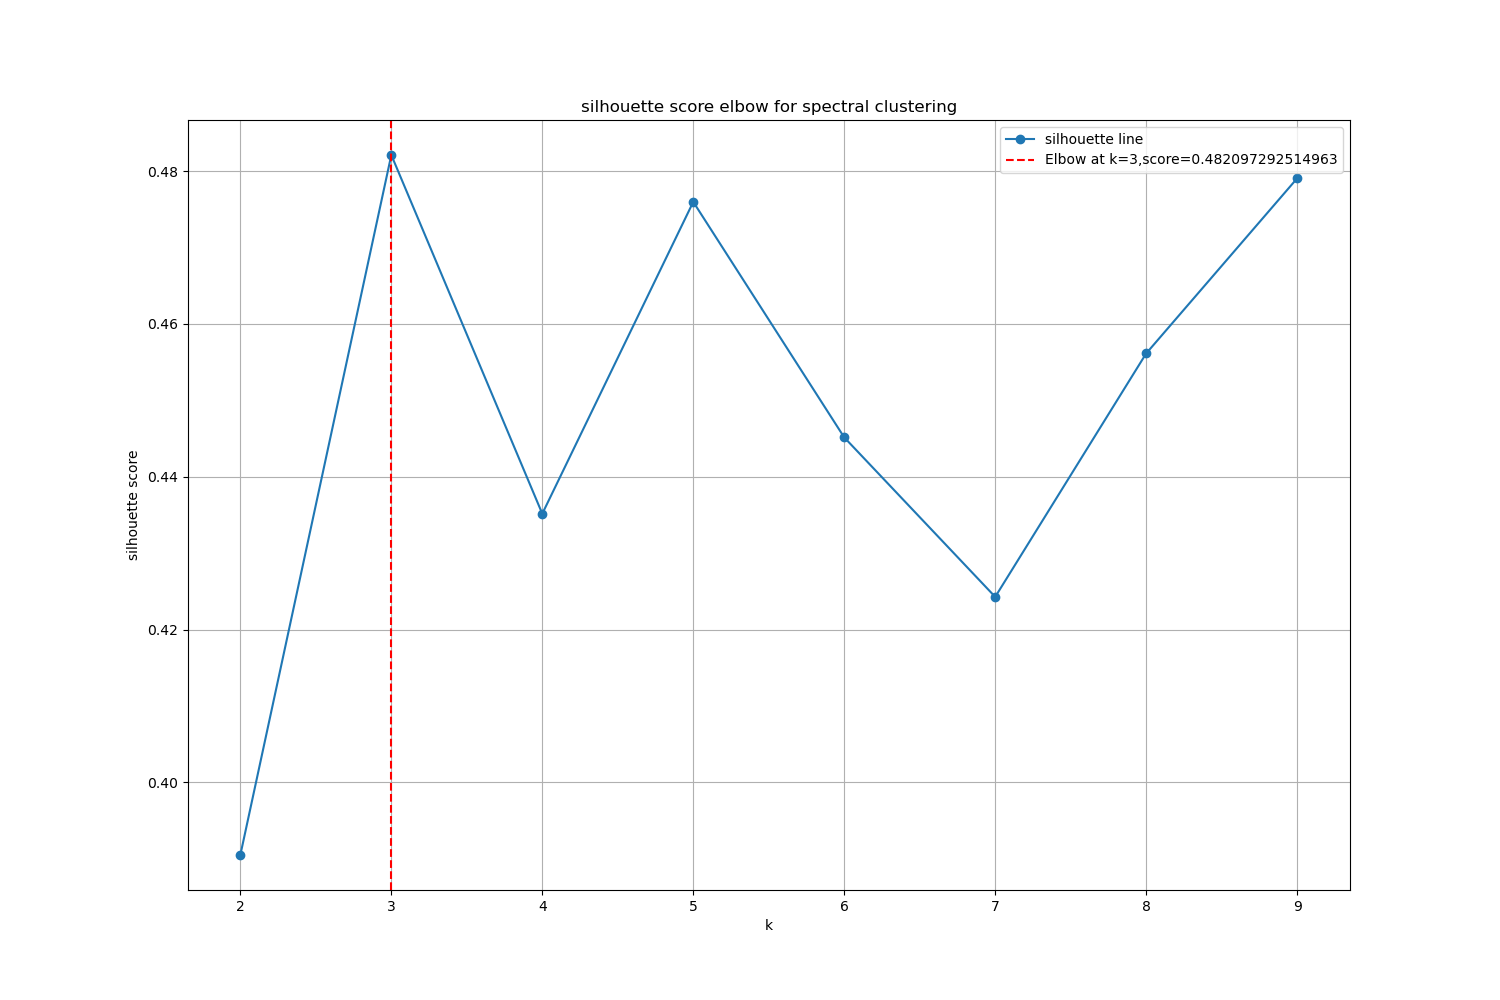 silhouette score elbow for spectral clustering
silhouette line
Elbow at k=3,score=0.482097292514963
silhouette score
0.48
0.46
0.44
0.42
0.40
2 3 4 5 6 7 8 9
k